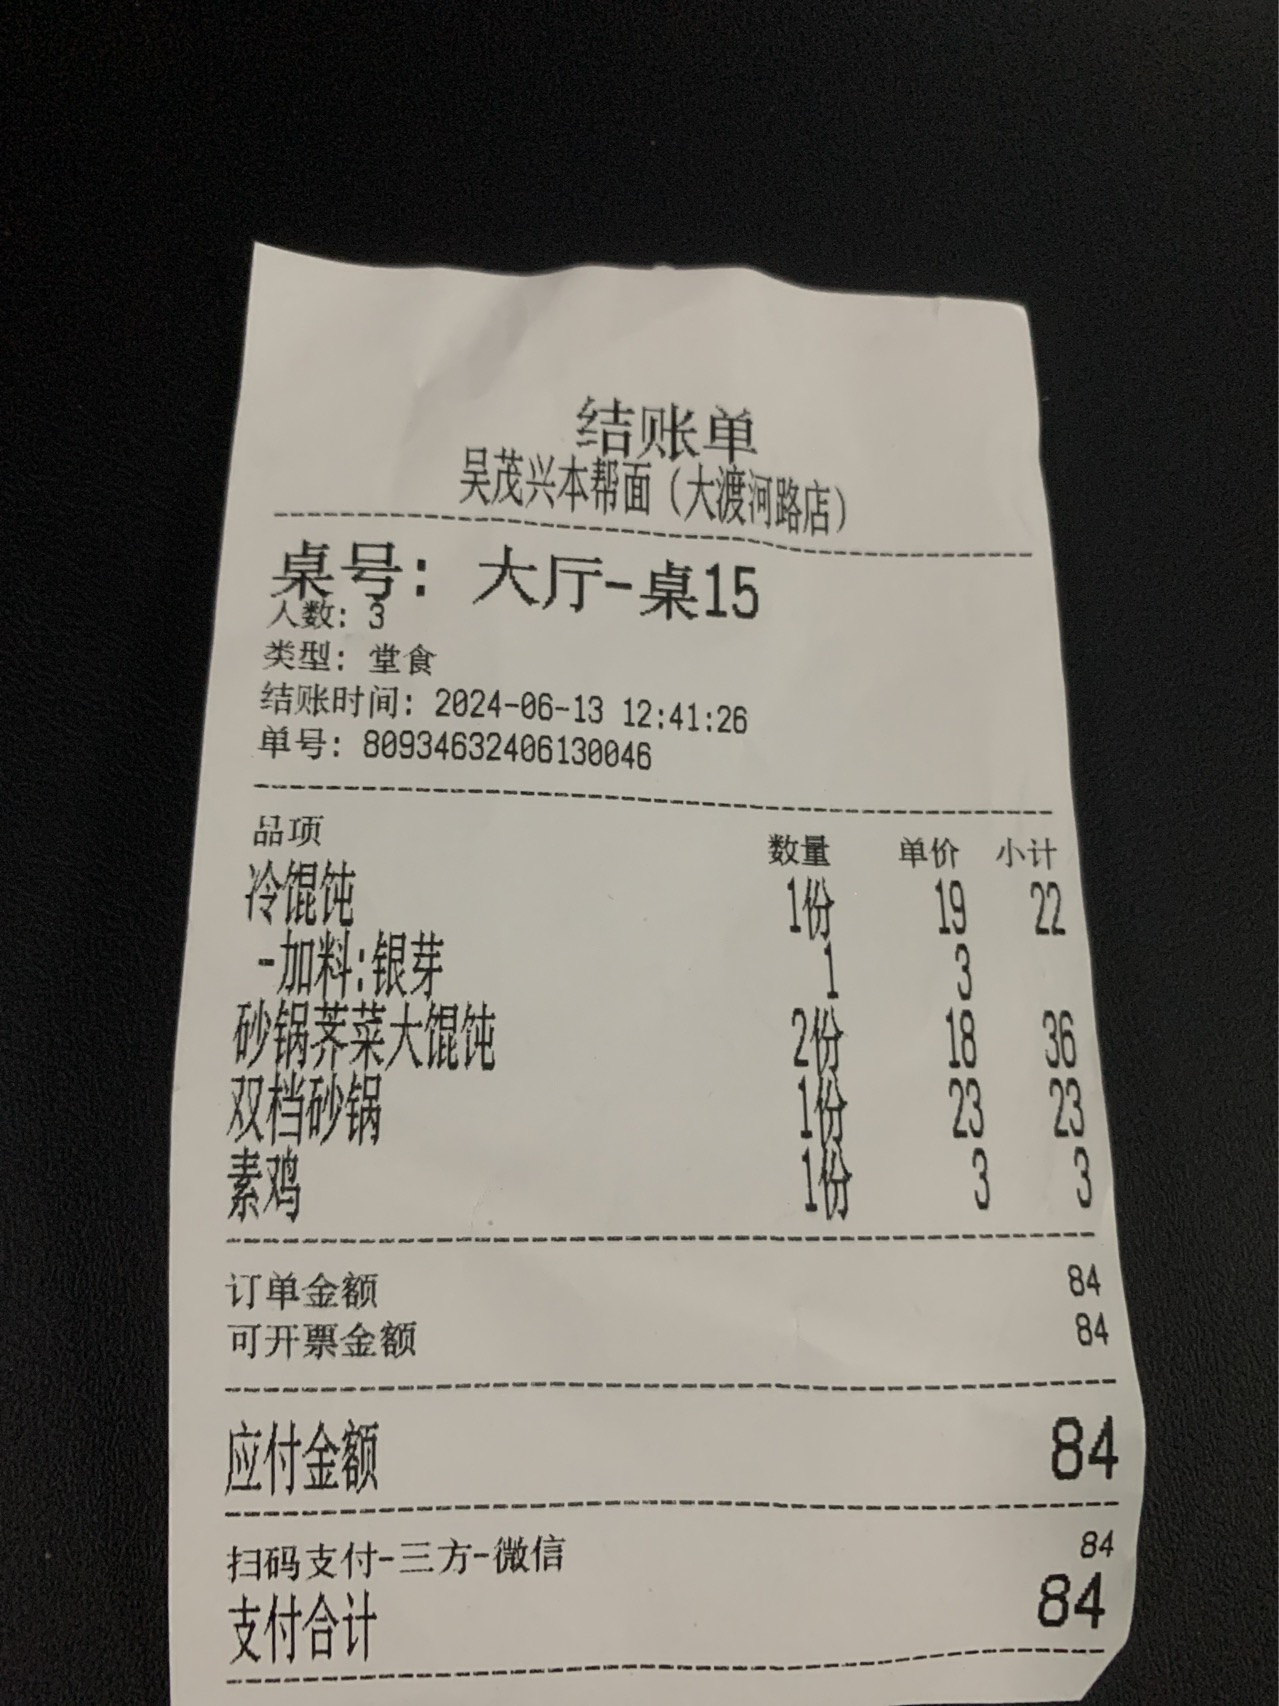 结账单
吴茂兴本帮面（大渡河路店）
桌号: 大厅-桌15
人数: 3
类型: 堂食
结账时间: 2024-06-13 12:41:26
单号: 80934632406130046
品项 数量 单价 小计
冷馄饨 1份 19 22
-加料:银芽 1 3
砂锅荠菜大馄饨 2份 18 36
双档砂锅 1份 23 23
素鸡 1份 3 3
订单金额 84
可开票金额 84
应付金额 84
扫码支付-三方-微信 84
支付合计 84